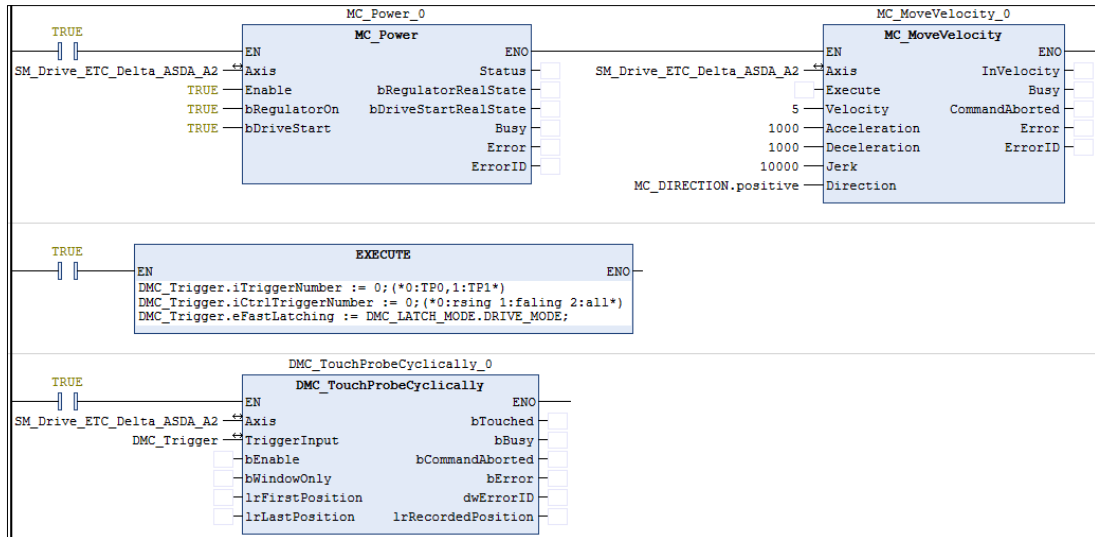 MC_Power_0 MC_MoveVelocity_0
TRUE MC_Power MC_MoveVelocity
EN ENO EN ENO
SM_Drive_ETC_Delta_ASDA_A2 Axis Status SM_Drive_ETC_Delta_ASDA_A2 Axis InVelocity
TRUE Enable bRegulatorRealState Execute Busy
TRUE bRegulatorOn bDriveStartRealState 5 Velocity CommandAborted
TRUE bDriveStart Busy 1000 Acceleration Error
Error 1000 Deceleration ErrorID
ErrorID 10000 Jerk
MC_DIRECTION.positive Direction
TRUE EXECUTE
EN ENO
DMC_Trigger.iTriggerNumber := 0;(*0:TP0,1:TP1*)
DMC_Trigger.iCtrlTriggerNumber := 0;(*0:rsing 1:faling 2:all*)
DMC_Trigger.eFastLatching := DMC_LATCH_MODE.DRIVE_MODE;
DMC_TouchProbeCyclically_0
TRUE DMC_TouchProbeCyclically
EN ENO
SM_Drive_ETC_Delta_ASDA_A2 Axis bTouched
DMC_Trigger TriggerInput bBusy
bEnable bCommandAborted
bWindowOnly bError
lrFirstPosition dwErrorID
lrLastPosition lrRecordedPosition